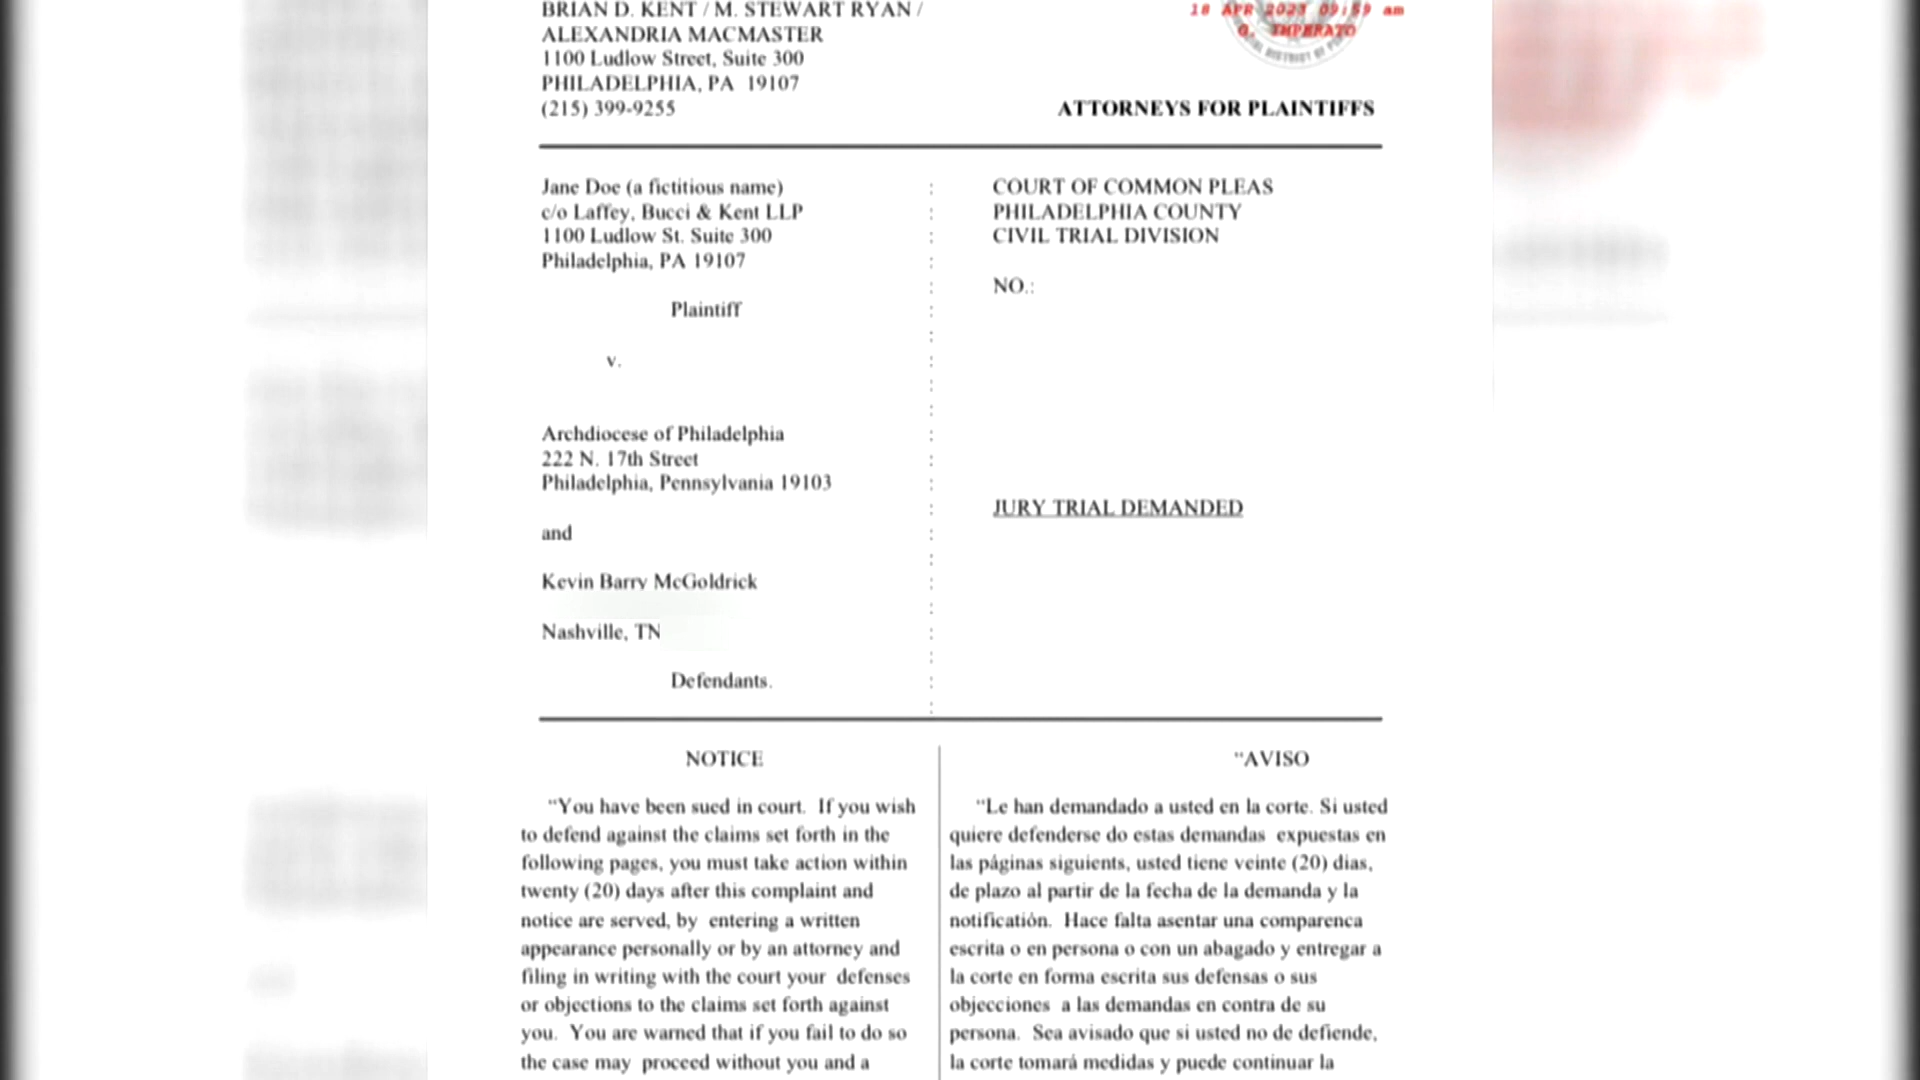 BRIAN D. KENT / M. STEWART RYAN /
ALEXANDRIA MACMASTER
1100 Ludlow Street, Suite 300
PHILADELPHIA, PA 19107
(215) 399-9255
18 APR 2023 09:59 am
G. IMPERATO
ATTORNEYS FOR PLAINTIFFS
Jane Doe (a fictitious name)
c/o Laffey, Bucci & Kent LLP
1100 Ludlow St. Suite 300
Philadelphia, PA 19107
Plaintiff
v.
Archdiocese of Philadelphia
222 N. 17th Street
Philadelphia, Pennsylvania 19103
and
Kevin Barry McGoldrick
Nashville, TN
Defendants.
COURT OF COMMON PLEAS
PHILADELPHIA COUNTY
CIVIL TRIAL DIVISION
NO.:
JURY TRIAL DEMANDED
NOTICE
“You have been sued in court. If you wish
to defend against the claims set forth in the
following pages, you must take action within
twenty (20) days after this complaint and
notice are served, by entering a written
appearance personally or by an attorney and
filing in writing with the court your defenses
or objections to the claims set forth against
you. You are warned that if you fail to do so
the case may proceed without you and a
“AVISO
“Le han demandado a usted en la corte. Si usted
quiere defenderse do estas demandas expuestas en
las páginas siguients, usted tiene veinte (20) dias,
de plazo al partir de la fecha de la demanda y la
notificatión. Hace falta asentar una comparenca
escrita o en persona o con un abagado y entregar a
la corte en forma escrita sus defensas o sus
objecciones a las demandas en contra de su
persona. Sea avisado que si usted no de defiende,
la corte tomará medidas y puede continuar la